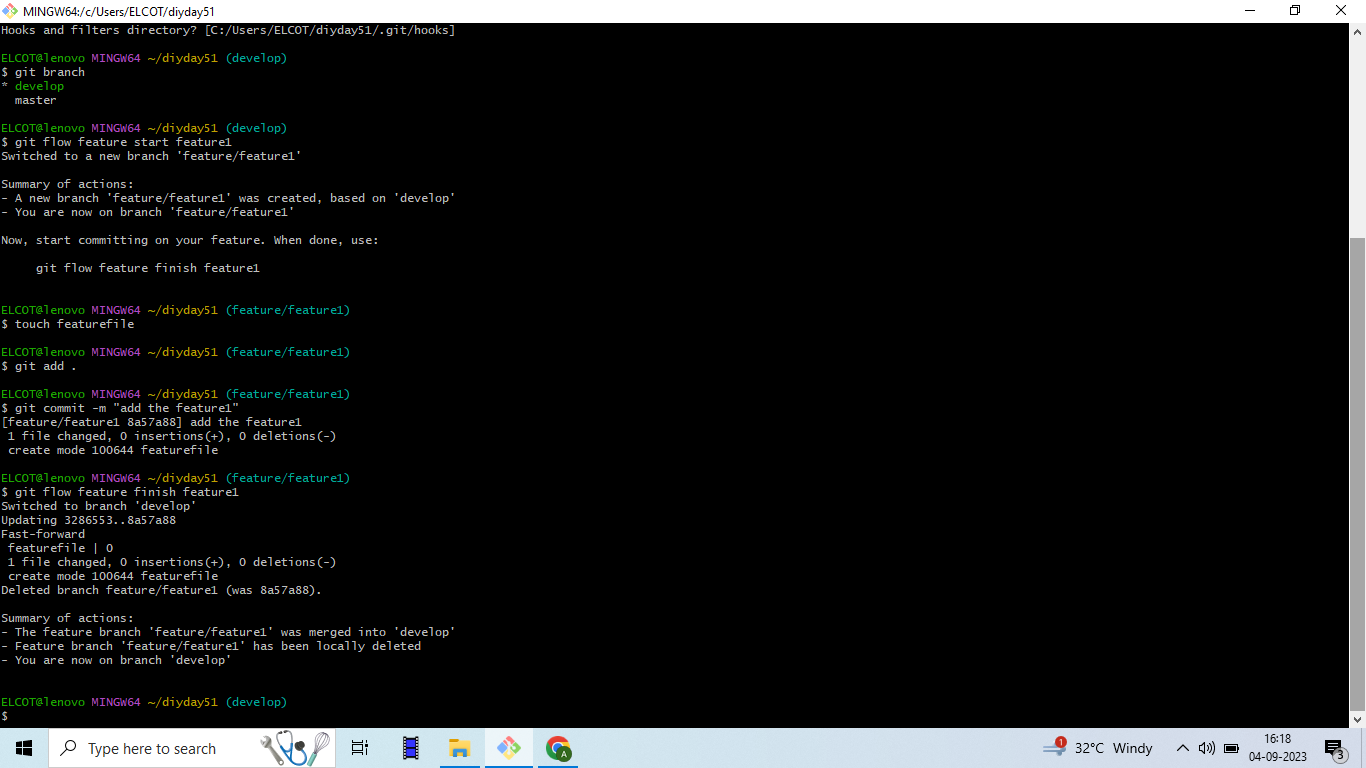 MINGW64:/c/Users/ELCOT/diyday51
Hooks and filters directory? [C:/Users/ELCOT/diyday51/.git/hooks]
ELCOT@lenovo MINGW64 ~/diyday51 (develop)
$ git branch
* develop
  master
ELCOT@lenovo MINGW64 ~/diyday51 (develop)
$ git flow feature start feature1
Switched to a new branch 'feature/feature1'
Summary of actions:
- A new branch 'feature/feature1' was created, based on 'develop'
- You are now on branch 'feature/feature1'
Now, start committing on your feature. When done, use:
     git flow feature finish feature1
ELCOT@lenovo MINGW64 ~/diyday51 (feature/feature1)
$ touch featurefile
ELCOT@lenovo MINGW64 ~/diyday51 (feature/feature1)
$ git add .
ELCOT@lenovo MINGW64 ~/diyday51 (feature/feature1)
$ git commit -m "add the feature1"
[feature/feature1 8a57a88] add the feature1
 1 file changed, 0 insertions(+), 0 deletions(-)
 create mode 100644 featurefile
ELCOT@lenovo MINGW64 ~/diyday51 (feature/feature1)
$ git flow feature finish feature1
Switched to branch 'develop'
Updating 3286553..8a57a88
Fast-forward
 featurefile | 0
 1 file changed, 0 insertions(+), 0 deletions(-)
 create mode 100644 featurefile
Deleted branch feature/feature1 (was 8a57a88).
Summary of actions:
- The feature branch 'feature/feature1' was merged into 'develop'
- Feature branch 'feature/feature1' has been locally deleted
- You are now on branch 'develop'
ELCOT@lenovo MINGW64 ~/diyday51 (develop)
$
Type here to search
A
1
32°C Windy
16:18
04-09-2023
3